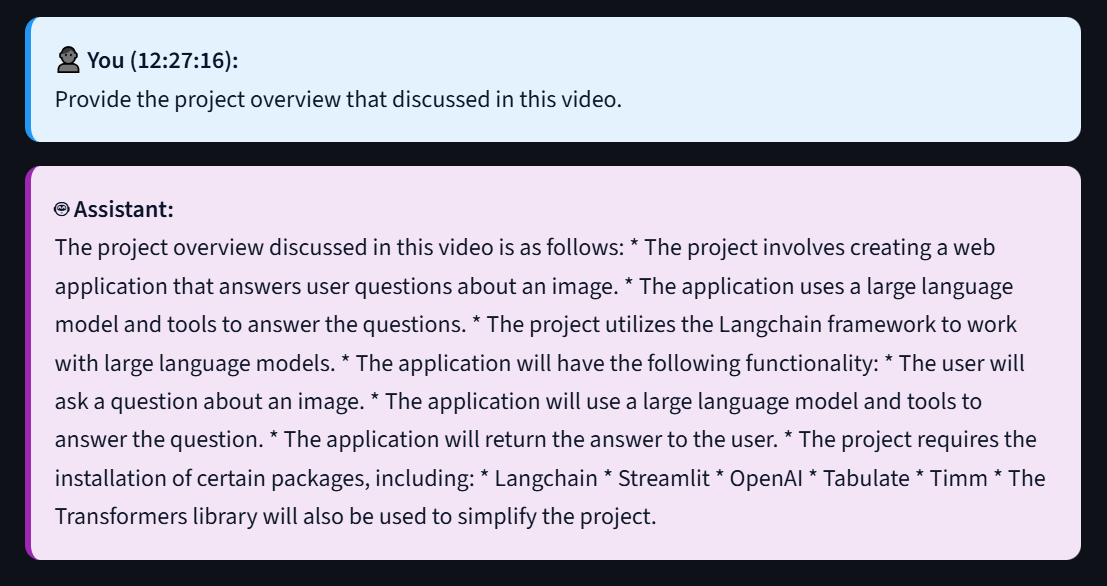 You (12:27:16):
Provide the project overview that discussed in this video.
Assistant:
The project overview discussed in this video is as follows: * The project involves creating a web
application that answers user questions about an image. * The application uses a large language
model and tools to answer the questions. * The project utilizes the Langchain framework to work
with large language models. * The application will have the following functionality: * The user will
ask a question about an image. * The application will use a large language model and tools to
answer the question. * The application will return the answer to the user. * The project requires the
installation of certain packages, including: * Langchain * Streamlit * OpenAI * Tabulate * Timm * The
Transformers library will also be used to simplify the project.